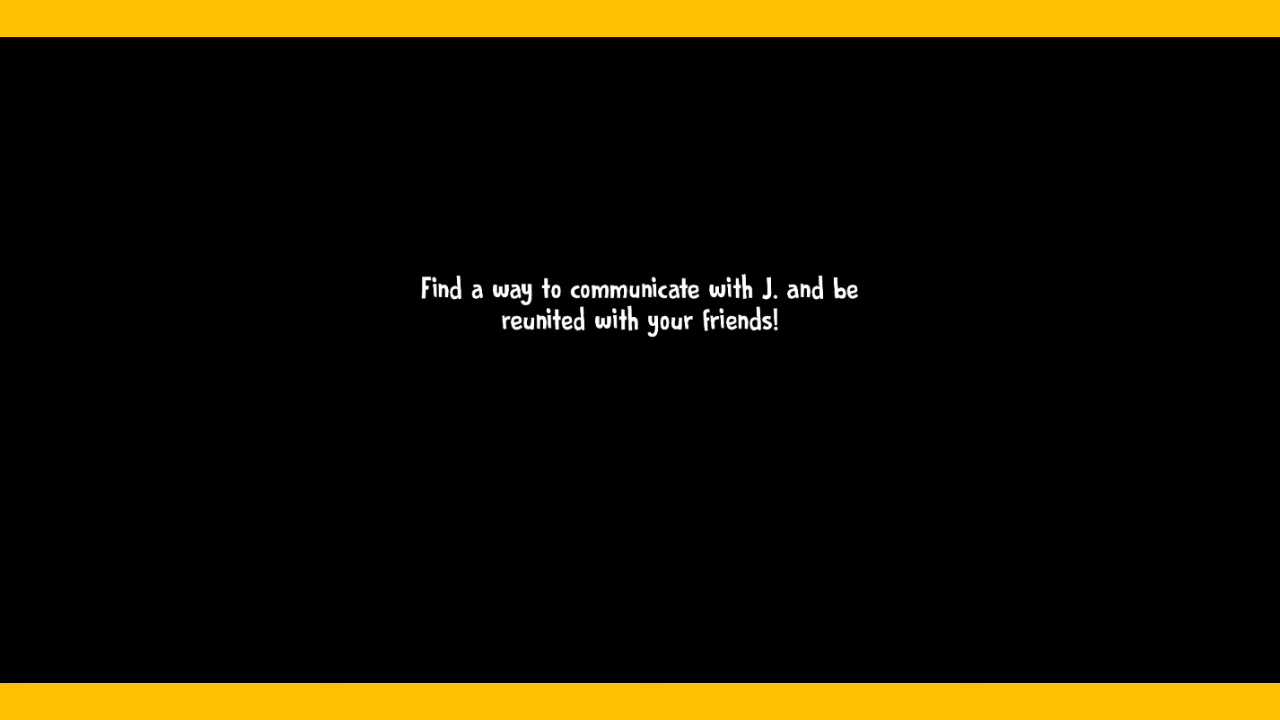 Find a way to communicate with J. and be
reunited with your friends!